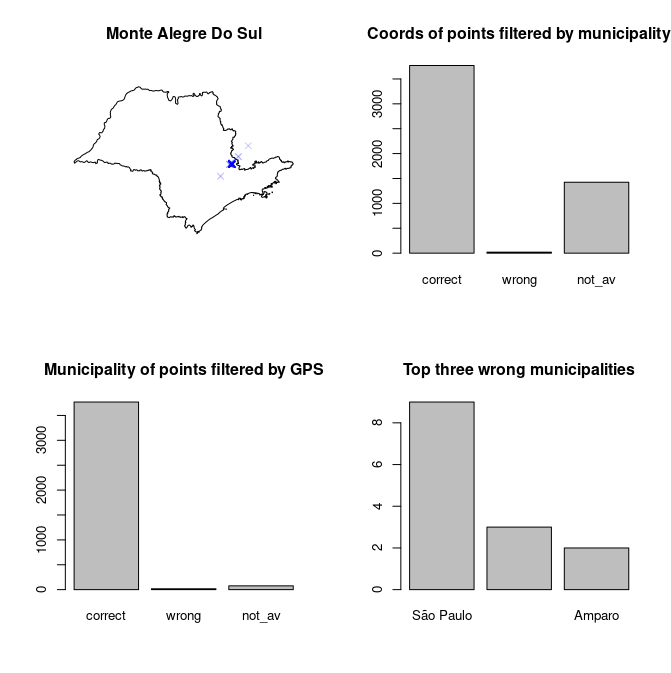 Monte Alegre Do Sul
Coords of points filtered by municipality
0 1000 2000 3000
correct wrong not_av
Municipality of points filtered by GPS
0 1000 2000 3000
correct wrong not_av
Top three wrong municipalities
0 2 4 6 8
São Paulo Amparo